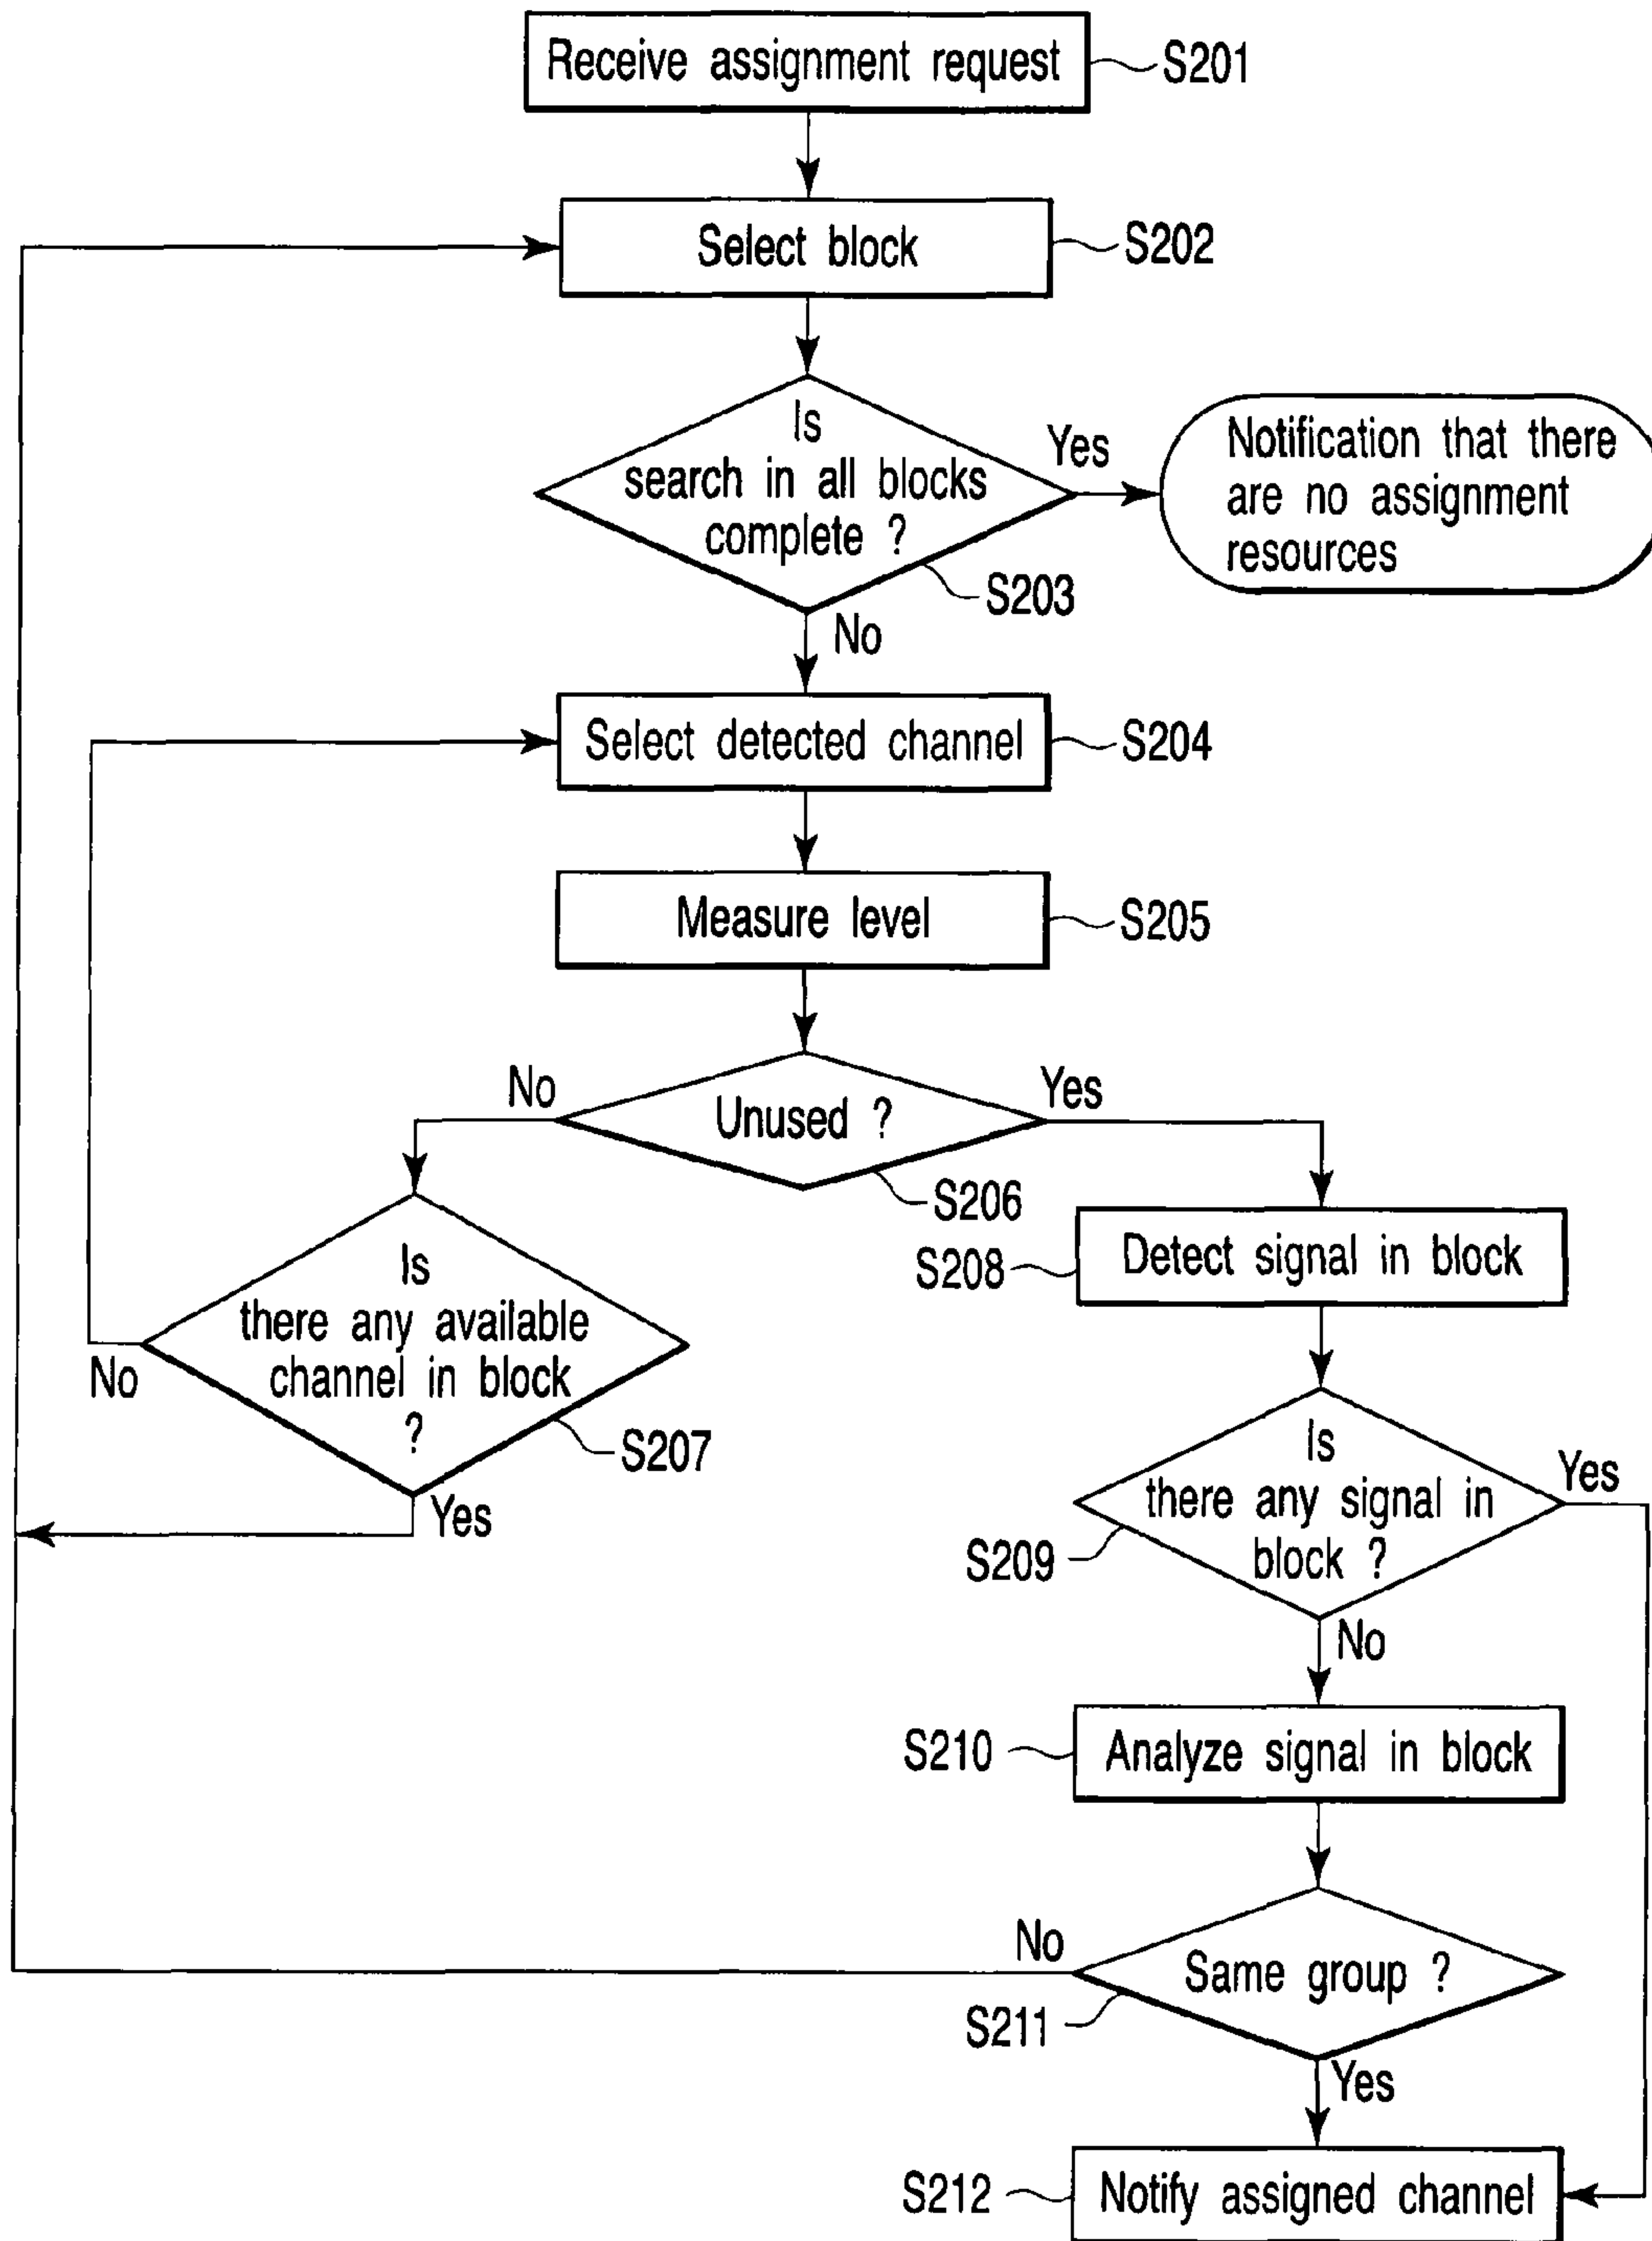 Receive assignment request
S201
Select block
S202
Is
search in all blocks
complete ?
S203
Yes
Notification that there
are no assignment
resources
No
Select detected channel
S204
Measure level
S205
No
Unused ?
Yes
S206
Is
there any available
channel in block
?
No
S207
Yes
S208
Detect signal in block
Is
there any signal in
block ?
Yes
S209
No
S210
Analyze signal in block
No
Same group ?
S211
Yes
S212
Notify assigned channel